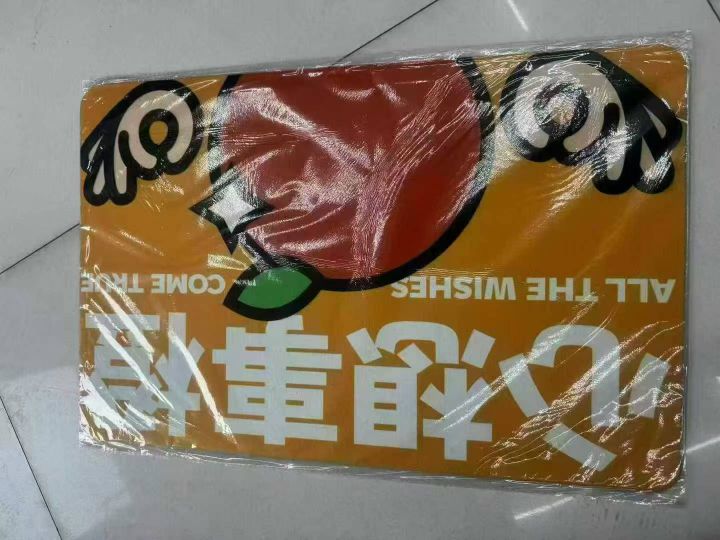 心想事橙
ALL THE WISHES COME TRUE